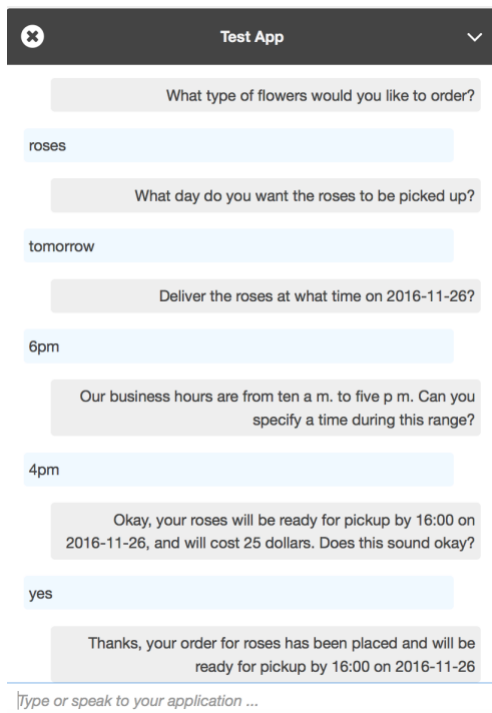 Test App
What type of flowers would you like to order?
roses
What day do you want the roses to be picked up?
tomorrow
Deliver the roses at what time on 2016-11-26?
6pm
Our business hours are from ten a m. to five p m. Can you
specify a time during this range?
4pm
Okay, your roses will be ready for pickup by 16:00 on
2016-11-26, and will cost 25 dollars. Does this sound okay?
yes
Thanks, your order for roses has been placed and will be
ready for pickup by 16:00 on 2016-11-26
Type or speak to your application ...